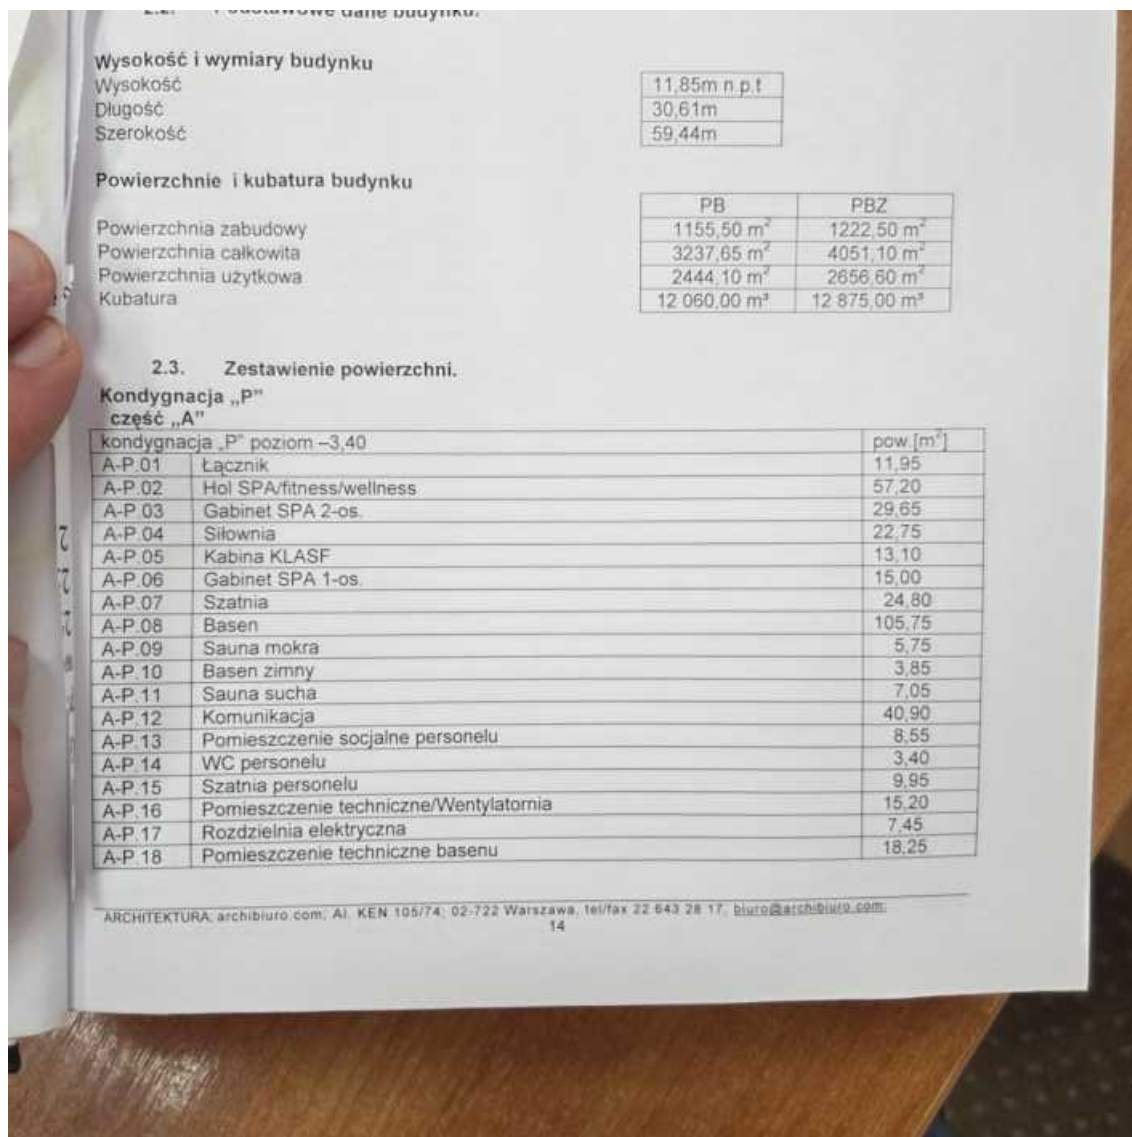 2.2. Podstawowe dane budynku.
Wysokość i wymiary budynku
Wysokość 11,85m n.p.t
Długość 30,61m
Szerokość 59,44m
Powierzchnie i kubatura budynku
PB PBZ
Powierzchnia zabudowy 1155,50 m² 1222,50 m²
Powierzchnia całkowita 3237,65 m² 4051,10 m²
Powierzchnia użytkowa 2444,10 m² 2656,60 m²
Kubatura 12 060,00 m³ 12 875,00 m³
2.3. Zestawienie powierzchni.
Kondygnacja „P"
część „A"
kondygnacja „P" poziom –3,40 pow.[m²]
A-P.01 Łącznik 11,95
A-P.02 Hol SPA/fitness/wellness 57,20
A-P.03 Gabinet SPA 2-os. 29,65
A-P.04 Siłownia 22,75
A-P.05 Kabina KLASF 13,10
A-P.06 Gabinet SPA 1-os. 15,00
A-P.07 Szatnia 24,80
A-P.08 Basen 105,75
A-P.09 Sauna mokra 5,75
A-P.10 Basen zimny 3,85
A-P.11 Sauna sucha 7,05
A-P.12 Komunikacja 40,90
A-P.13 Pomieszczenie socjalne personelu 8,55
A-P.14 WC personelu 3,40
A-P.15 Szatnia personelu 9,95
A-P.16 Pomieszczenie techniczne/Wentylatornia 15,20
A-P.17 Rozdzielnia elektryczna 7,45
A-P.18 Pomieszczenie techniczne basenu 18,25
ARCHITEKTURA: archibiuro.com; Al. KEN 105/74; 02-722 Warszawa, tel/fax 22 643 28 17, biuro@archibiuro.com;
14